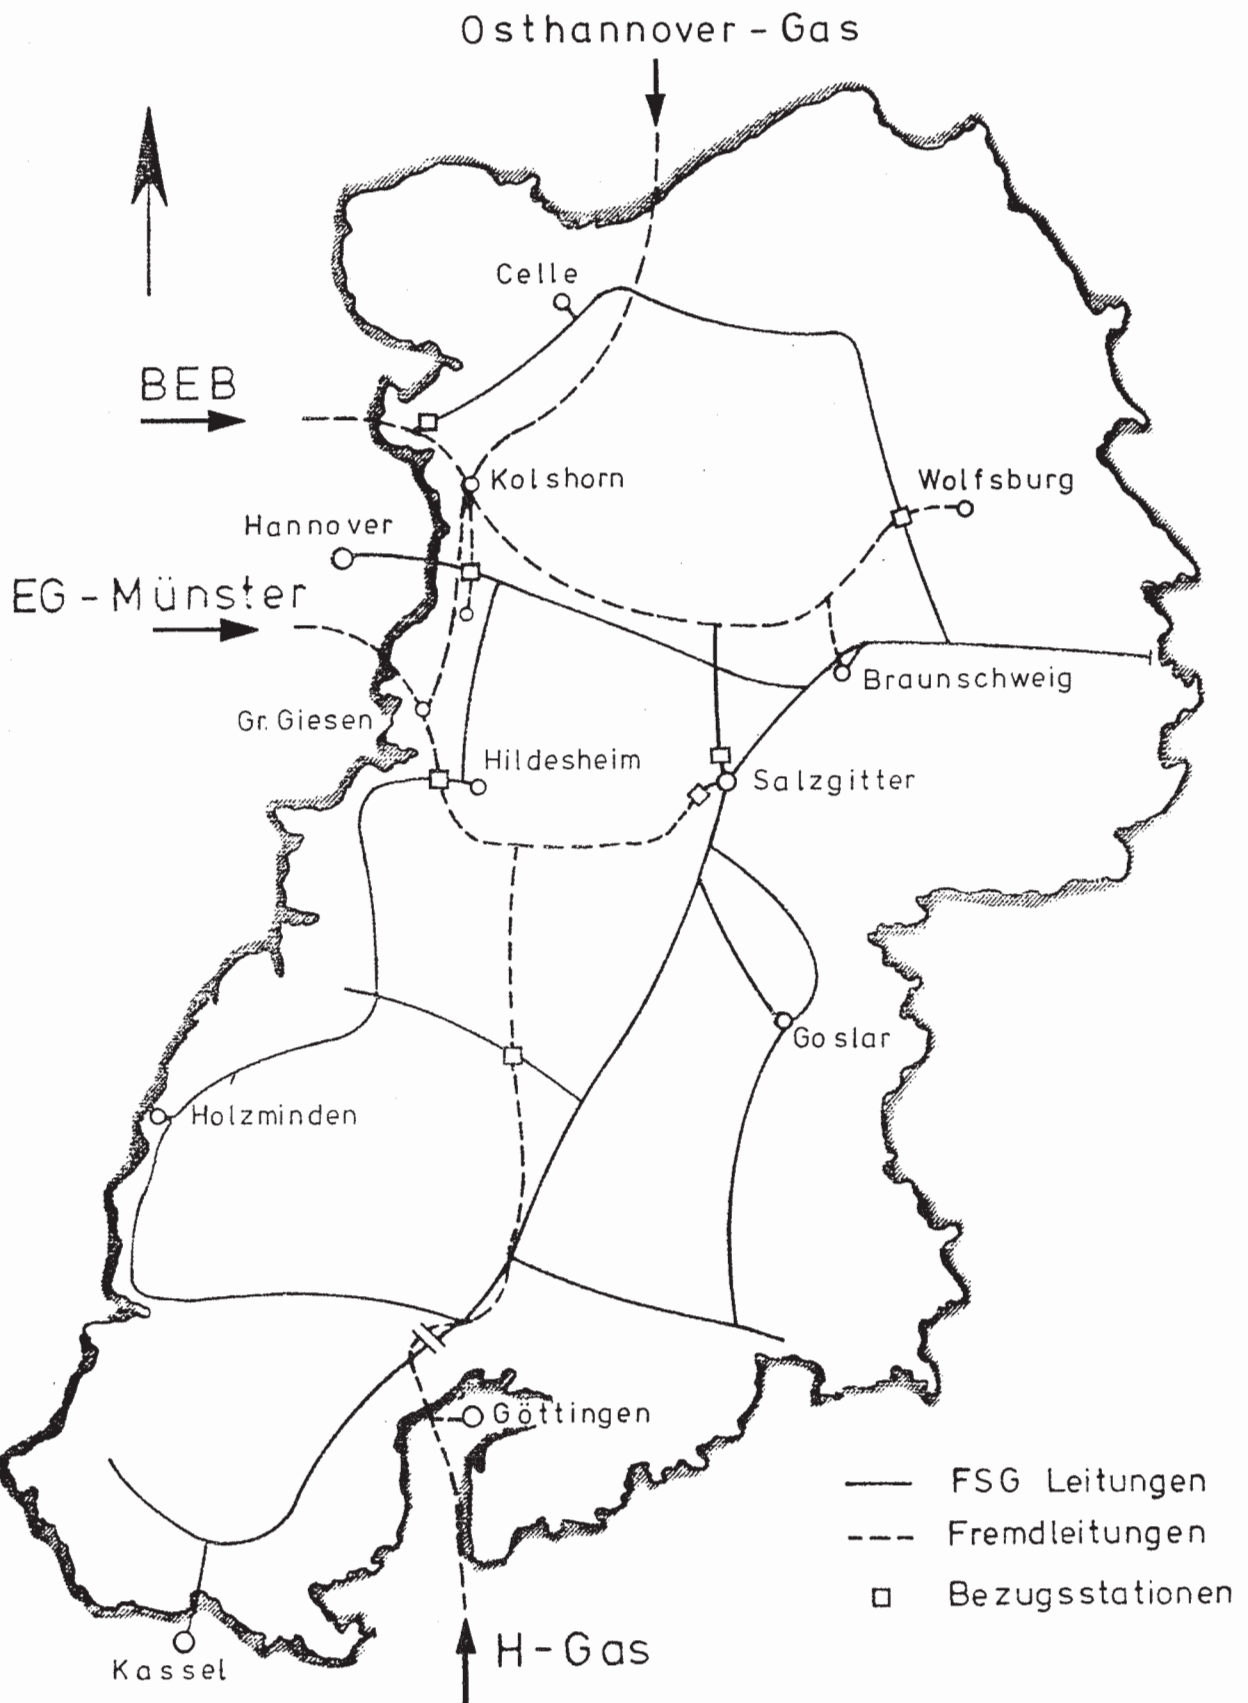 Osthannover-Gas
Celle
BEB
Kolshorn
Wolfsburg
Hannover
EG-Münster
Braunschweig
Gr. Giesen
Hildesheim
Salzgitter
Goslar
Holzminden
Göttingen
FSG Leitungen
Fremdleitungen
Bezugsstationen
H-Gas
Kassel